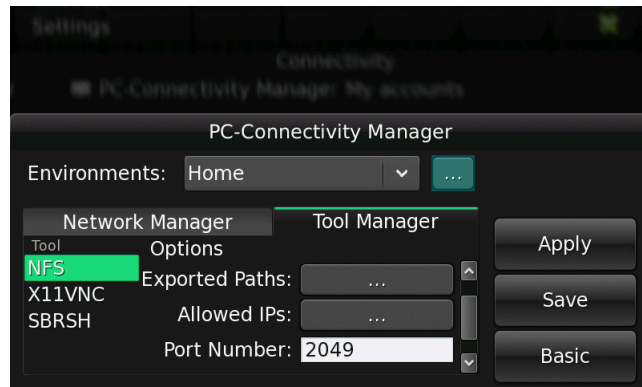 Settings
Connectivity
PC-Connectivity Manager My accounts
PC-Connectivity Manager
Environments: Home ...
Network Manager Tool Manager
Tool Options
NFS
Exported Paths: ...
X11VNC
Allowed IPs: ...
SBRSH
Port Number: 2049
Apply
Save
Basic